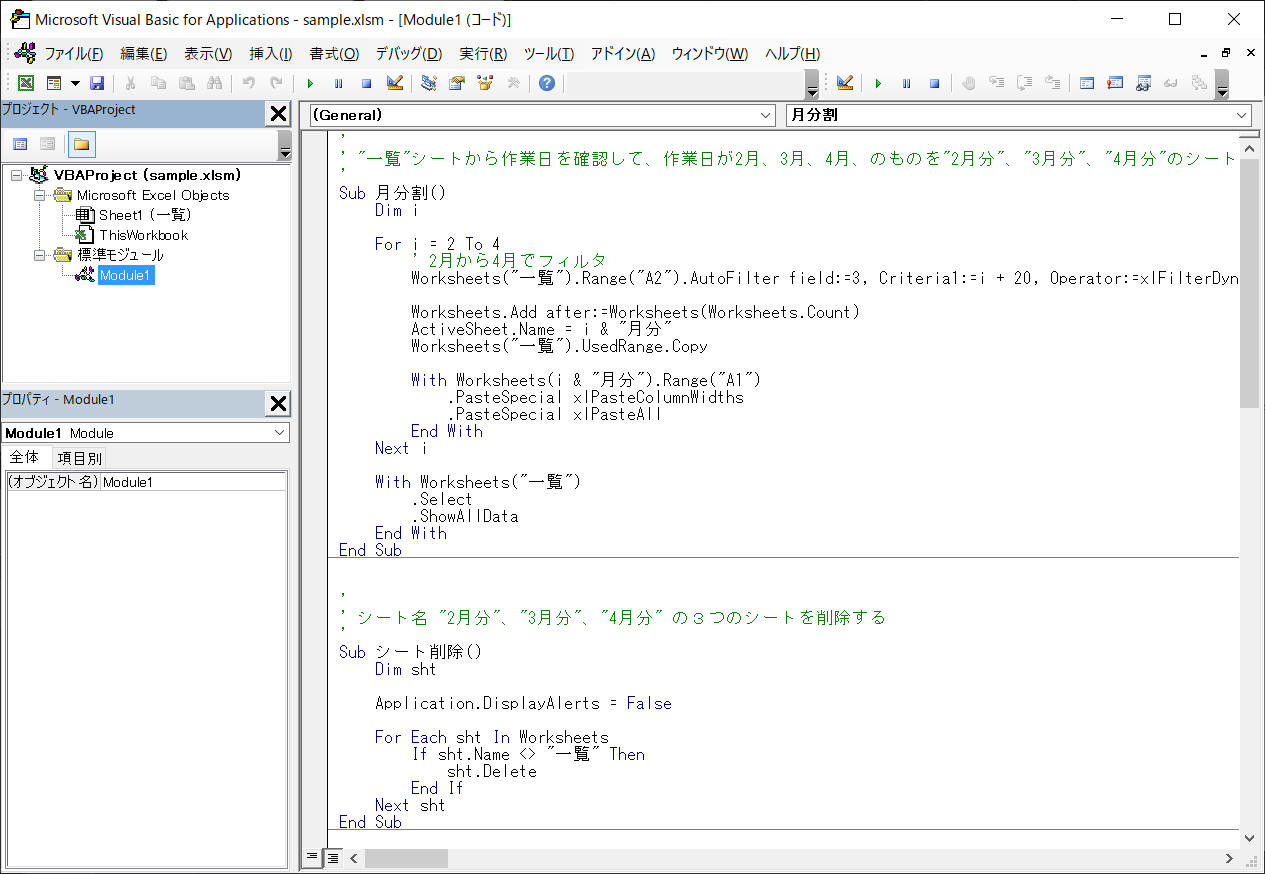 Microsoft Visual Basic for Applications - sample.xlsm - [Module1 (コード)]
ファイル(F) 編集(E) 表示(V) 挿入(I) 書式(O) デバッグ(D) 実行(R) ツール(T) アドイン(A) ウィンドウ(W) ヘルプ(H)
プロジェクト - VBAProject
VBAProject (sample.xlsm)
Microsoft Excel Objects
Sheet1 (一覧)
ThisWorkbook
標準モジュール
Module1
プロパティ - Module1
Module1 Module
全体 項目別
(オブジェクト名) Module1
(General) 月分割
'
' "一覧"シートから作業日を確認して、作業日が2月、3月、4月、のものを"2月分"、"3月分"、"4月分"のシート
'
Sub 月分割()
    Dim i
    For i = 2 To 4
        ' 2月から4月でフィルタ
        Worksheets("一覧").Range("A2").AutoFilter field:=3, Criteria1:=i + 20, Operator:=xlFilterDyn
        Worksheets.Add after:=Worksheets(Worksheets.Count)
        ActiveSheet.Name = i & "月分"
        Worksheets("一覧").UsedRange.Copy
        With Worksheets(i & "月分").Range("A1")
            .PasteSpecial xlPasteColumnWidths
            .PasteSpecial xlPasteAll
        End With
    Next i
    With Worksheets("一覧")
        .Select
        .ShowAllData
    End With
End Sub
'
' シート名 "2月分"、"3月分"、"4月分" の３つのシートを削除する
'
Sub シート削除()
    Dim sht
    Application.DisplayAlerts = False
    For Each sht In Worksheets
        If sht.Name <> "一覧" Then
            sht.Delete
        End If
    Next sht
End Sub